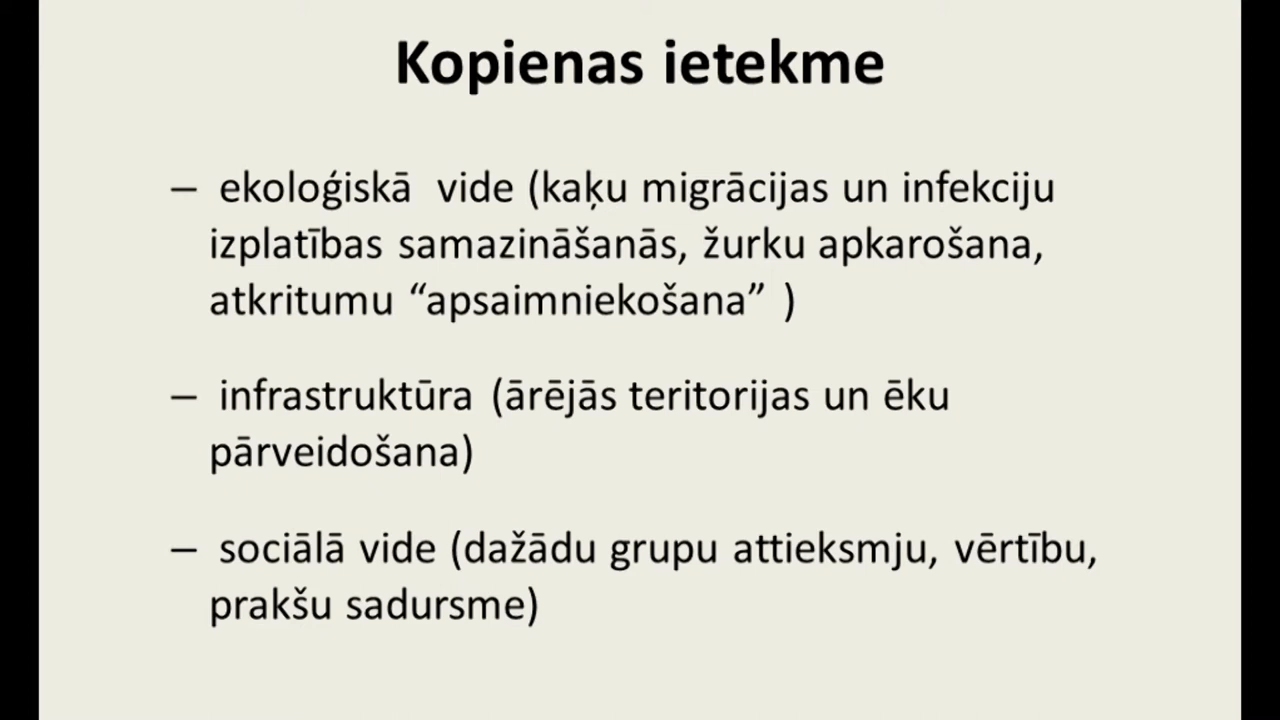 Kopienas ietekme
– ekoloģiskā vide (kaķu migrācijas un infekciju
izplatības samazināšanās, žurku apkarošana,
atkritumu “apsaimniekošana” )
– infrastruktūra (ārējās teritorijas un ēku
pārveidošana)
– sociālā vide (dažādu grupu attieksmju, vērtību,
prakšu sadursme)